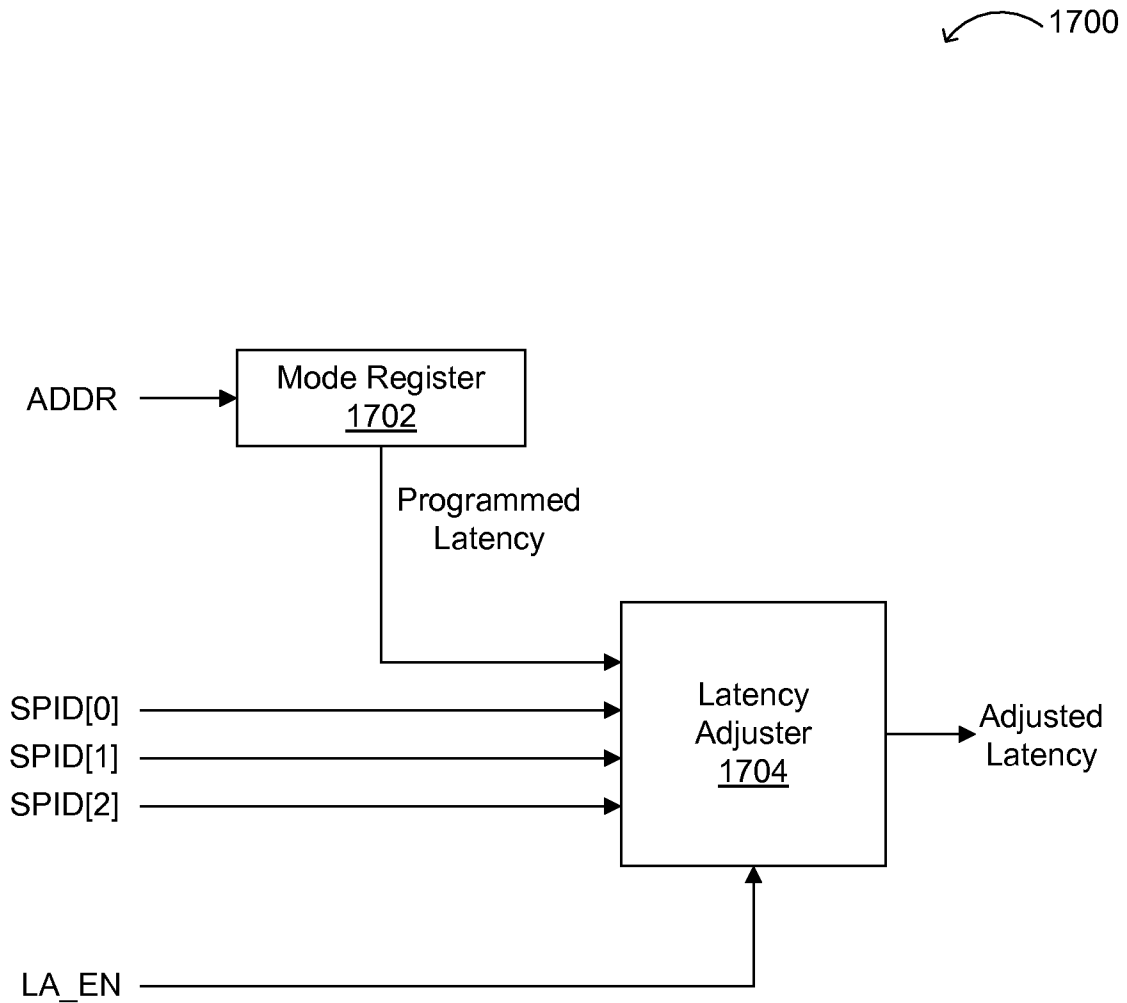 1700
Mode Register
1702
ADDR
Programmed
Latency
SPID[0]
SPID[1]
SPID[2]
Latency
Adjuster
1704
Adjusted
Latency
LA_EN